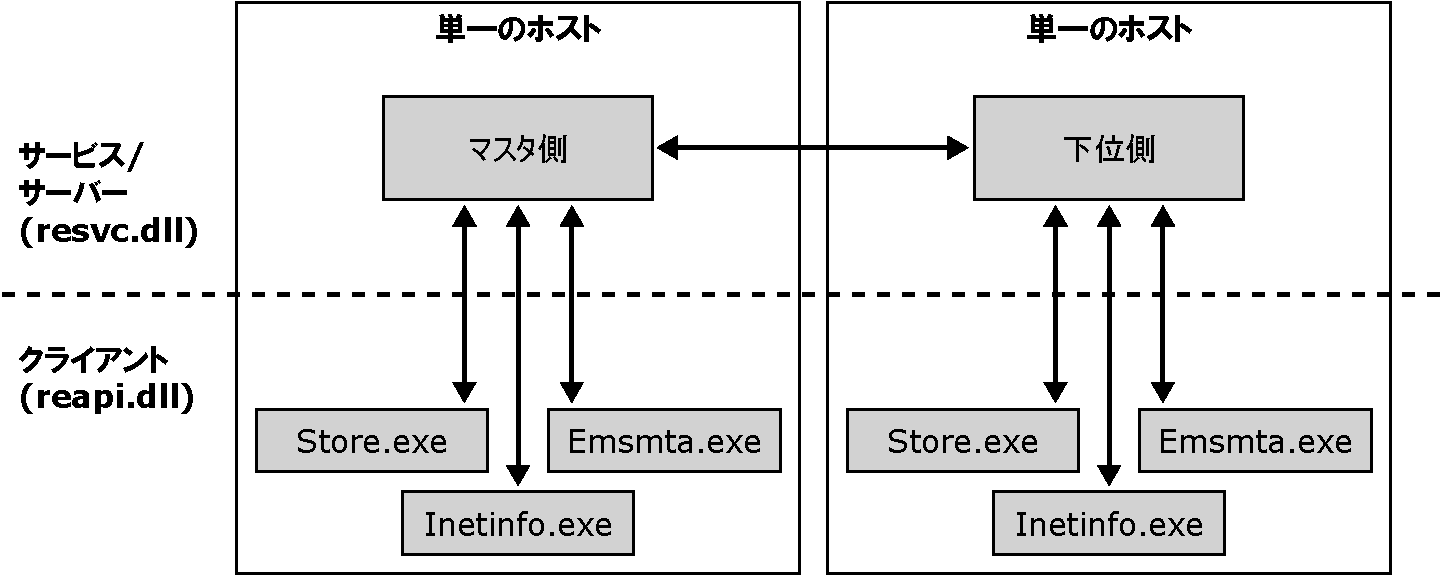 単一のホスト
単一のホスト
マスタ側
下位側
サービス/
サーバー
(resvc.dll)
クライアント
(reapi.dll)
Store.exe
Emsmta.exe
Inetinfo.exe
Store.exe
Emsmta.exe
Inetinfo.exe